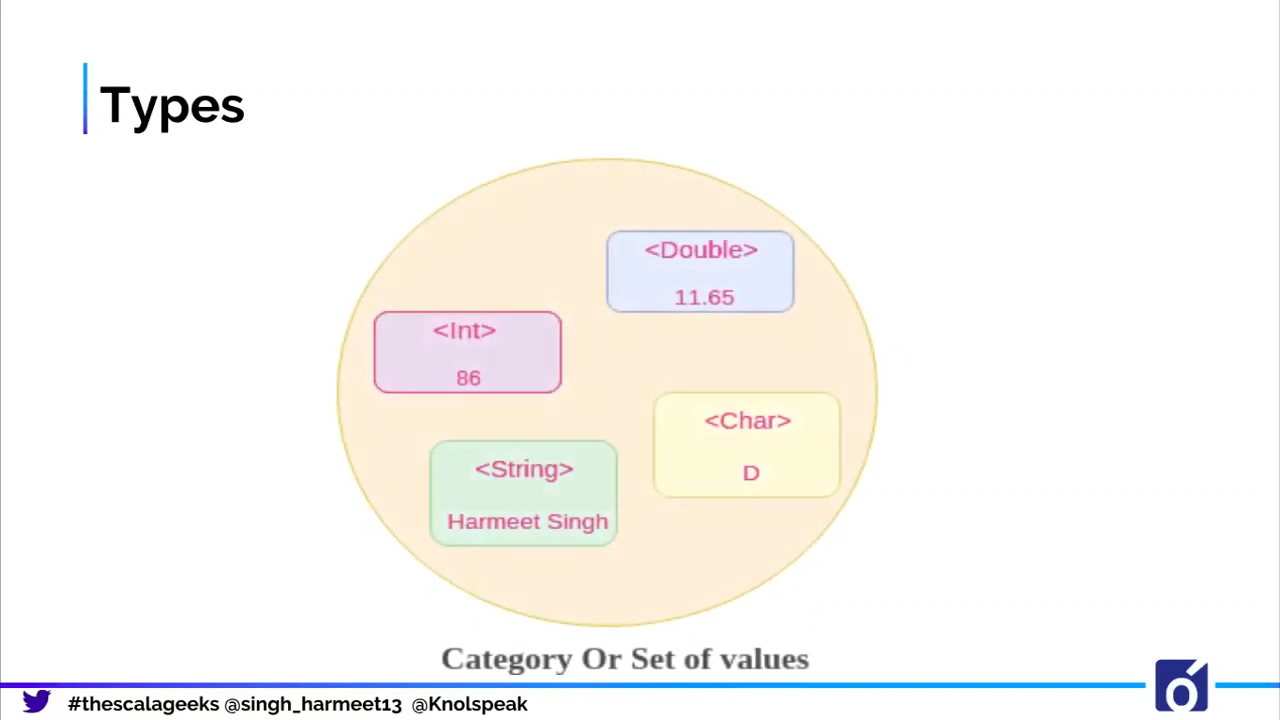 Types
<Double>
11.65
<Int>
86
<Char>
D
<String>
Harmeet Singh
Category Or Set of values
#thescalageeks @singh_harmeet13 @Knolspeak